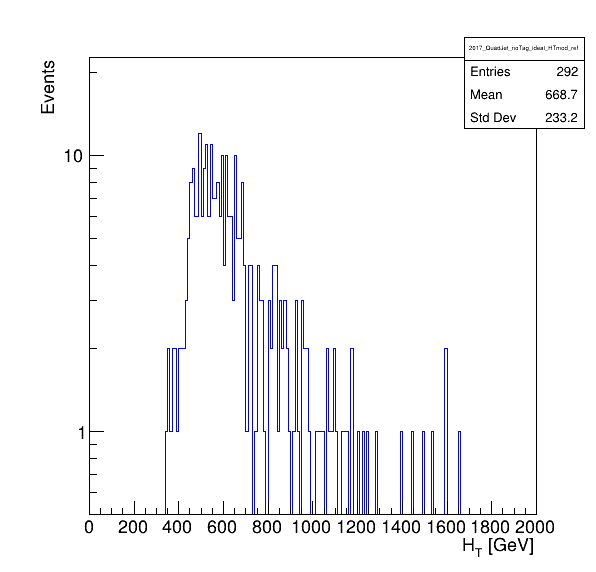 2017_QuadJet_noTag_ideal_HTmod_ref
Entries 292
Mean 668.7
Std Dev 233.2
Events
10
1
0 200 400 600 800 1000 1200 1400 1600 1800 2000
H_T [GeV]